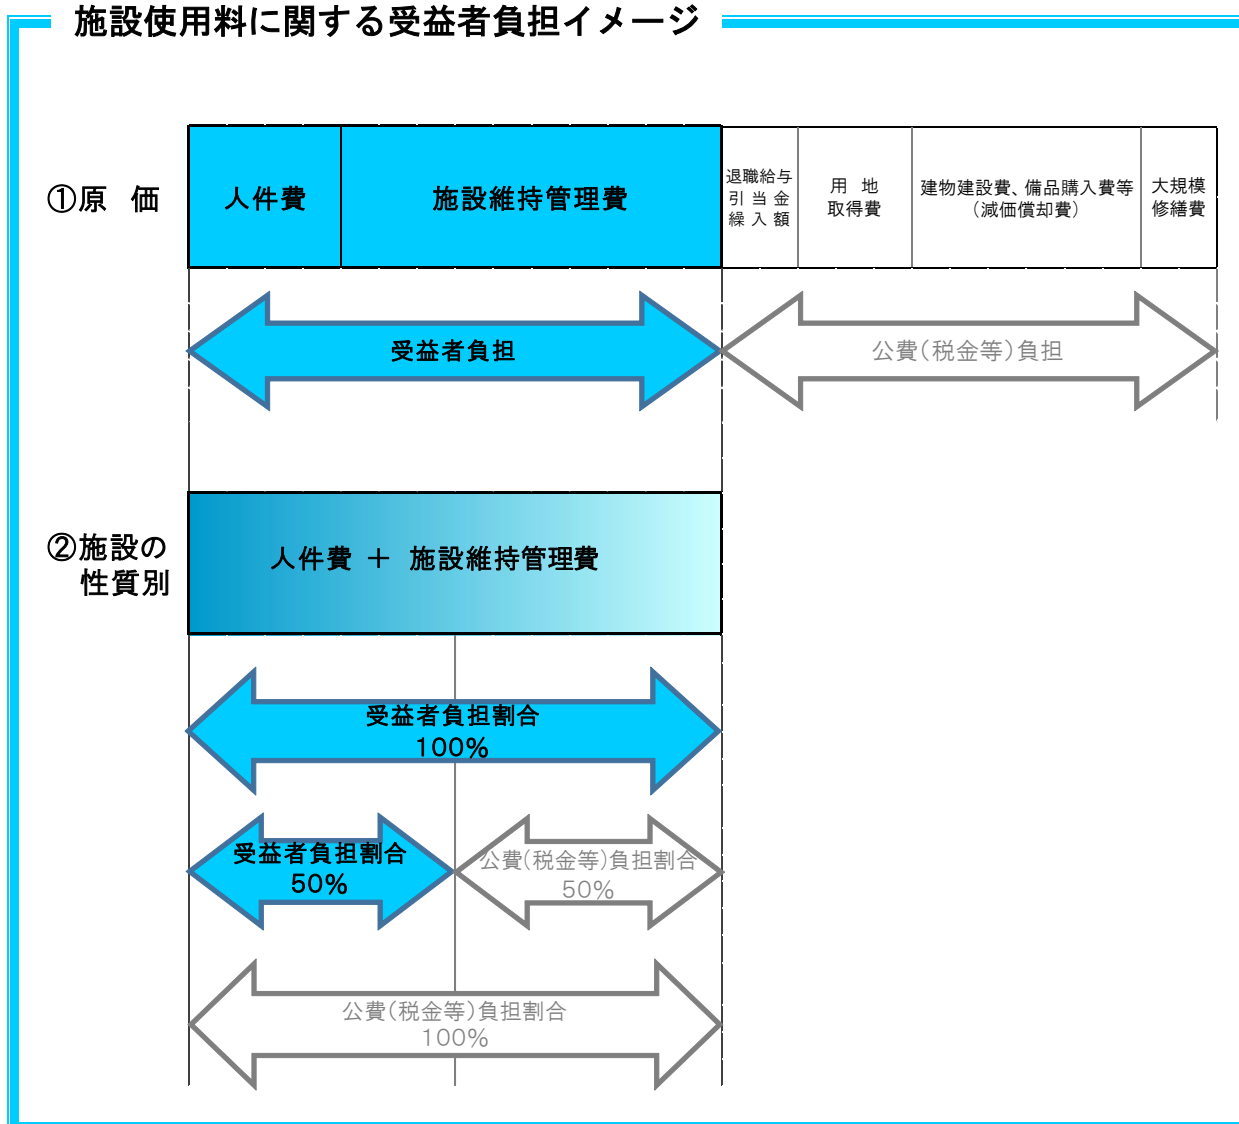 施設使用料に関する受益者負担イメージ
①原　価
人件費
施設維持管理費
退職給与
引 当 金
繰 入 額
用　地
取得費
建物建設費、備品購入費等
（減価償却費）
大規模
修繕費
受益者負担
公費（税金等）負担
②施設の
性質別
人件費　＋　施設維持管理費
受益者負担割合
100%
受益者負担割合
50%
公費（税金等）負担割合
50%
公費（税金等）負担割合
100%